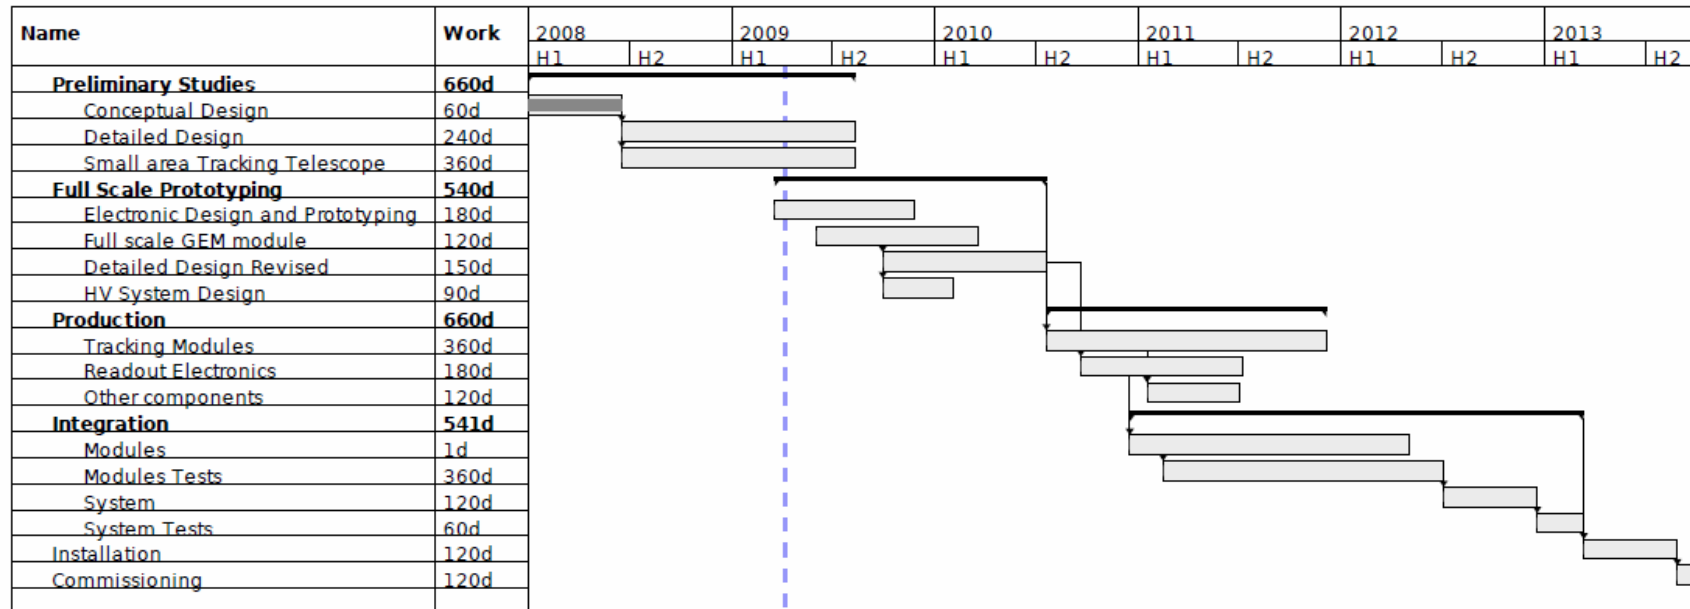 Name Work 2008 2009 2010 2011 2012 2013
H1 H2 H1 H2 H1 H2 H1 H2 H1 H2 H1 H2
Preliminary Studies 660d
Conceptual Design 60d
Detailed Design 240d
Small area Tracking Telescope 360d
Full Scale Prototyping 540d
Electronic Design and Prototyping 180d
Full scale GEM module 120d
Detailed Design Revised 150d
HV System Design 90d
Production 660d
Tracking Modules 360d
Readout Electronics 180d
Other components 120d
Integration 541d
Modules 1d
Modules Tests 360d
System 120d
System Tests 60d
Installation 120d
Commissioning 120d